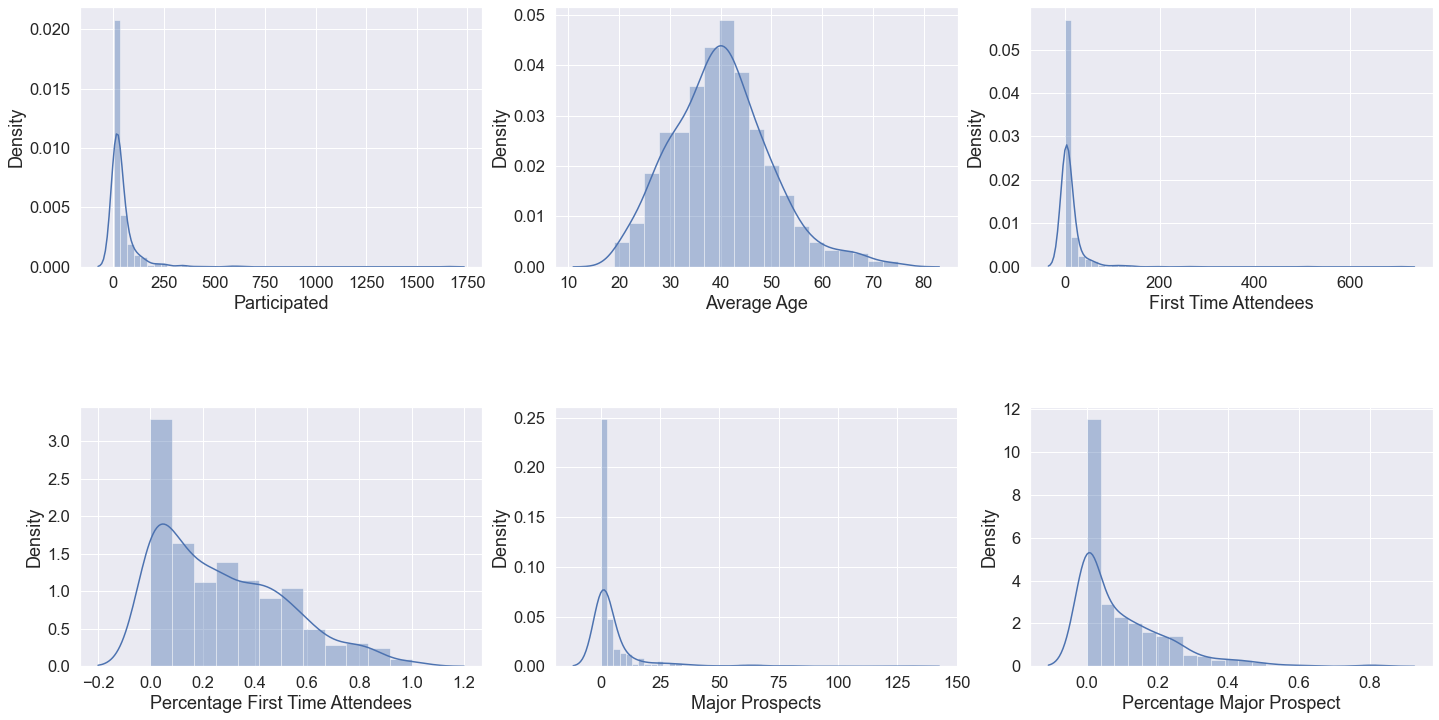 0.020
0.015
0.010
0.005
0.000
Density
0 250 500 750 1000 1250 1500 1750
Participated
0.05
0.04
0.03
0.02
0.01
0.00
Density
10 20 30 40 50 60 70 80
Average Age
0.05
0.04
0.03
0.02
0.01
0.00
Density
0 200 400 600
First Time Attendees
3.0
2.5
2.0
1.5
1.0
0.5
0.0
Density
−0.2 0.0 0.2 0.4 0.6 0.8 1.0 1.2
Percentage First Time Attendees
0.25
0.20
0.15
0.10
0.05
0.00
Density
0 25 50 75 100 125 150
Major Prospects
12
10
8
6
4
2
0
Density
0.0 0.2 0.4 0.6 0.8
Percentage Major Prospect